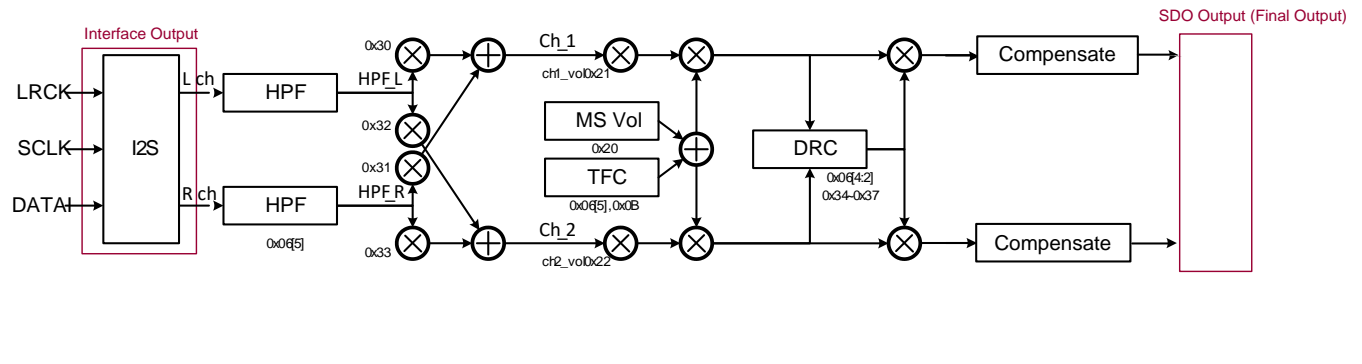 SDO Output (Final Output)
Interface Output
LRCK
SCLK
DATAI
I2S
L ch
R ch
HPF
HPF
0x06[5]
HPF_L
HPF_R
0x30
0x32
0x31
0x33
Ch_1
ch1_vol0x21
Ch_2
ch2_vol0x22
MS Vol
0x20
TFC
0x06[5],0x0B
DRC
0x06[4:2]
0x34~0x37
Compensate
Compensate